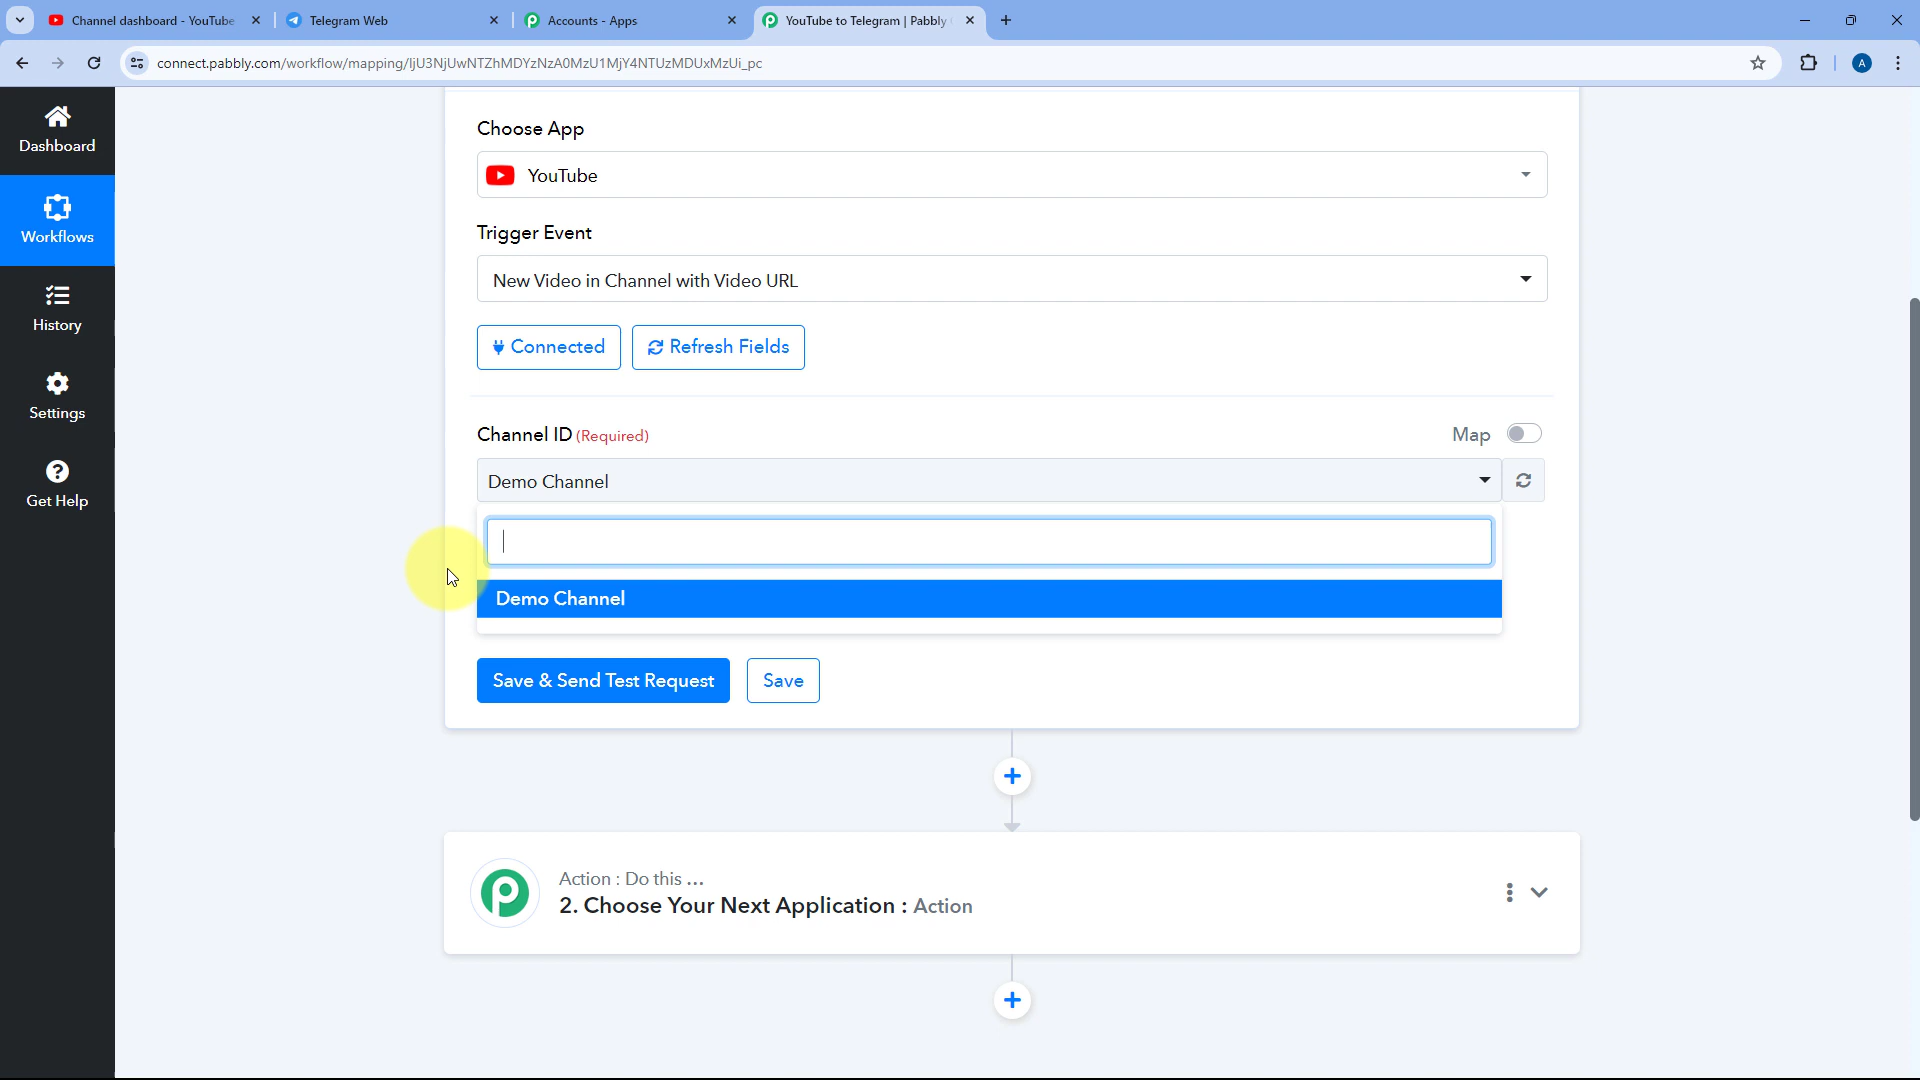 Channel dashboard - YouTube
Telegram Web
Accounts - Apps
YouTube to Telegram | Pabbly
connect.pabbly.com/workflow/mapping/IjU3NjUwNTZhMDYzNzA0MzU1MjY4NTUzMDUxMzUi_pc
A
Dashboard
Workflows
History
Settings
Get Help
Choose App
YouTube
Trigger Event
New Video in Channel with Video URL
Connected
Refresh Fields
Channel ID (Required)
Map
Demo Channel
Demo Channel
Save & Send Test Request
Save
Action : Do this ...
2. Choose Your Next Application : Action